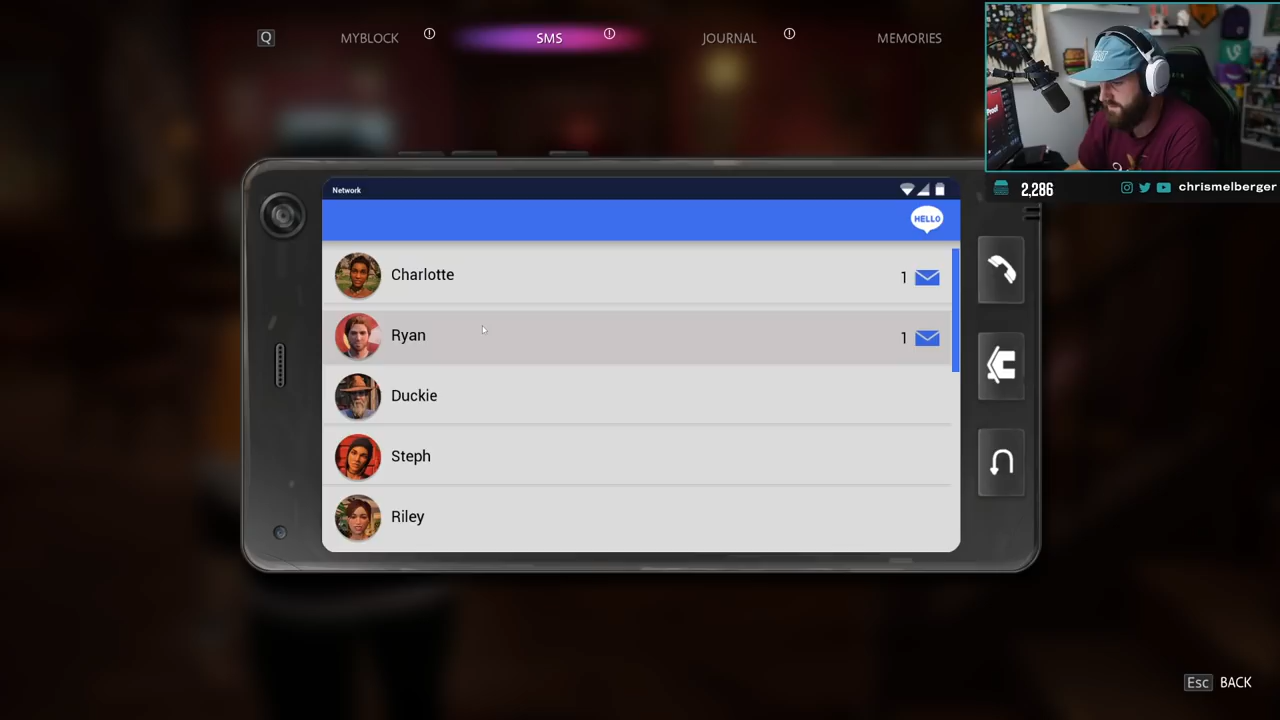 Q
MYBLOCK
SMS
JOURNAL
MEMORIES
2,286
chrismelberger
Network
HELLO
Charlotte
1
Ryan
1
Duckie
Steph
Riley
Esc BACK